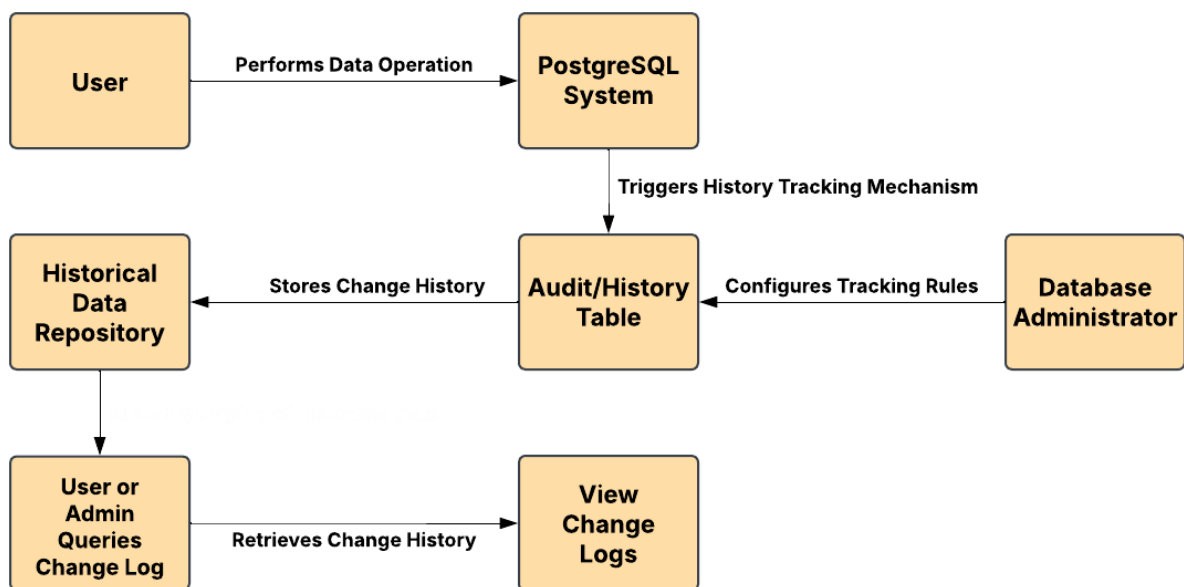 User
Performs Data Operation
PostgreSQL
System
Triggers History Tracking Mechanism
Historical
Data
Repository
Stores Change History
Audit/History
Table
Configures Tracking Rules
Database
Administrator
User or
Admin
Queries
Change Log
Retrieves Change History
View
Change
Logs